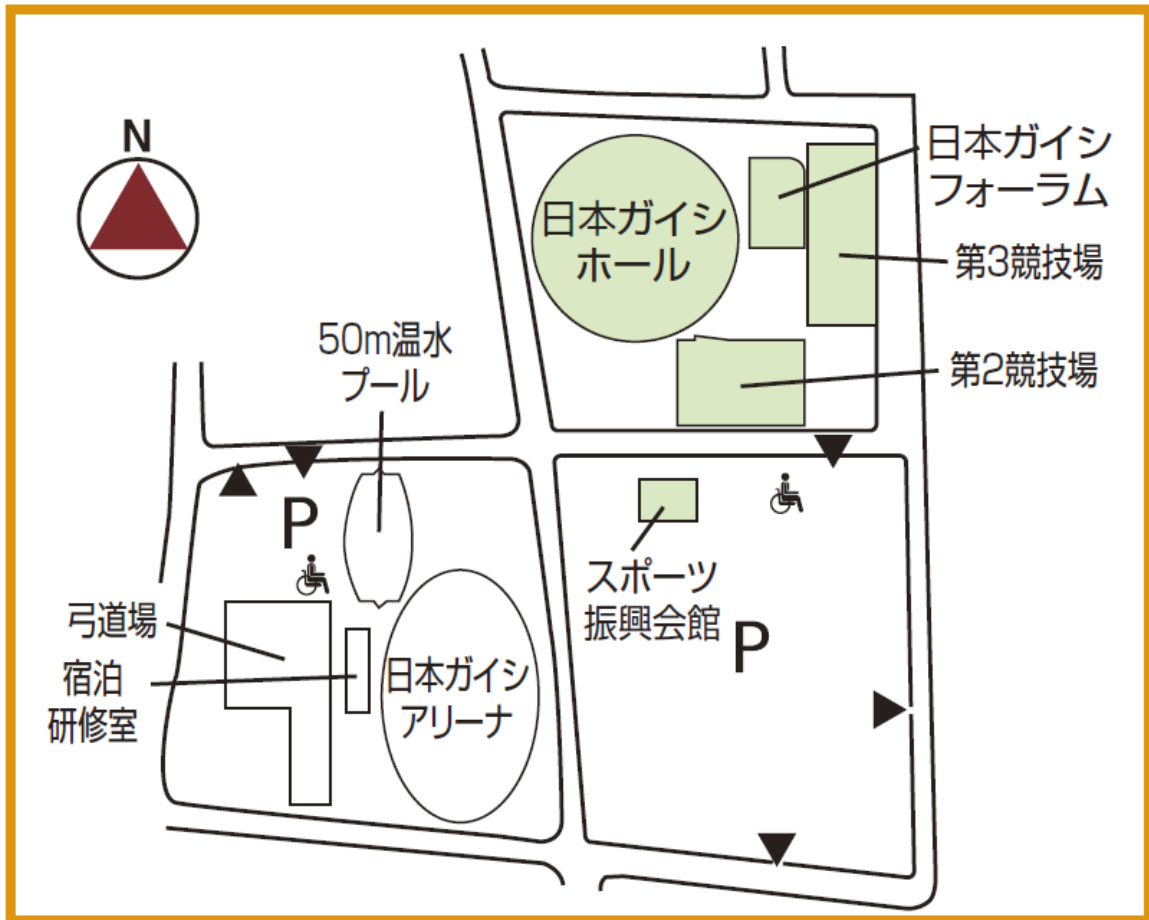 N
日本ガイシ
フォーラム
日本ガイシ
ホール
第3競技場
50m温水
プール
第2競技場
P
スポーツ
振興会館
P
弓道場
宿泊
研修室
日本ガイシ
アリーナ